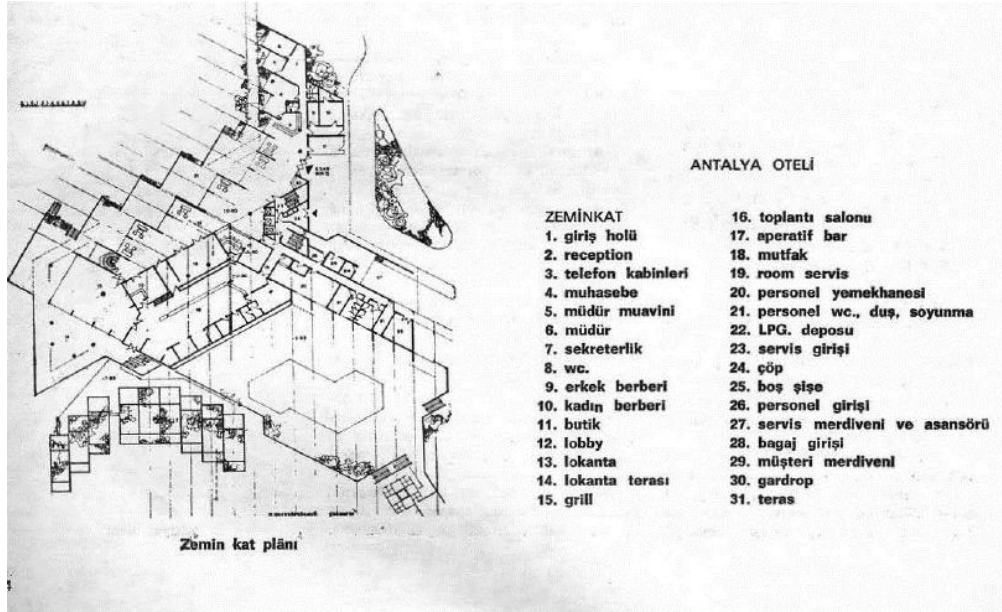 ANTALYA OTELİ
ZEMİNKAT
1. giriş holü
2. reception
3. telefon kabinleri
4. muhasebe
5. müdür muavini
6. müdür
7. sekreterlik
8. wc.
9. erkek berberi
10. kadın berberi
11. butik
12. lobby
13. lokanta
14. lokanta terası
15. grill
16. toplantı salonu
17. aperatif bar
18. mutfak
19. room servis
20. personel yemekhanesi
21. personel wc., duş, soyunma
22. LPG. deposu
23. servis girişi
24. çöp
25. boş şişe
26. personel girişi
27. servis merdiveni ve asansörü
28. bagaj girişi
29. müşteri merdiveni
30. gardrop
31. teras
Zemin kat plânı